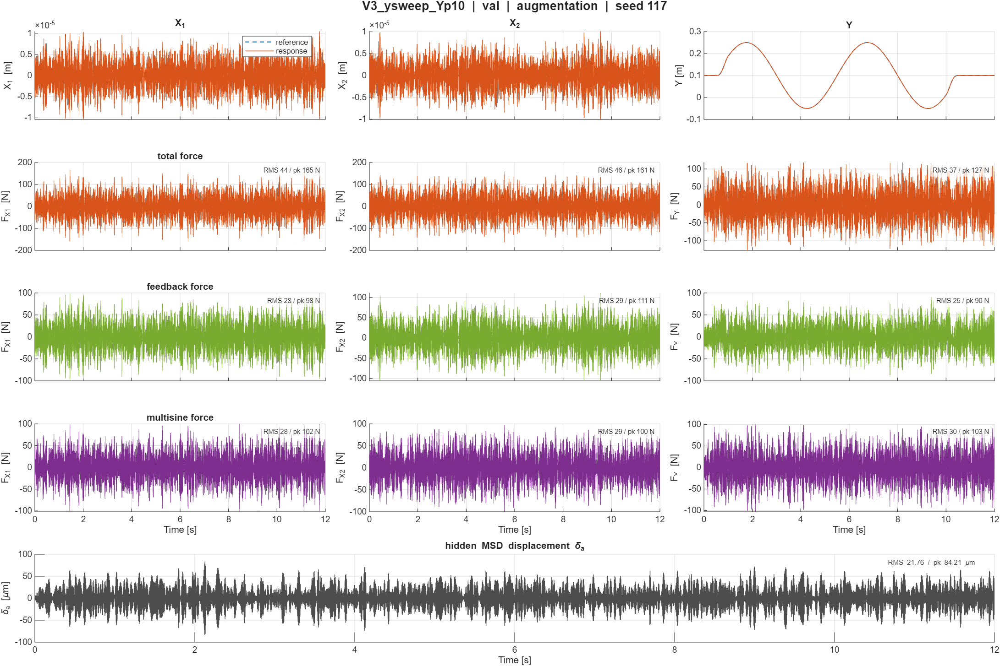 V3_ysweep_Yp10 | val | augmentation | seed 117
X1
X2
Y
×10-5
×10-5
1
0.5
0
-0.5
-1
X1 [m]
reference
response
1
0.5
0
-0.5
-1
X2 [m]
0.3
0.2
0.1
0
-0.1
Y [m]
total force
200
100
0
-100
-200
FX1 [N]
RMS 44 / pk 165 N
200
100
0
-100
-200
FX2 [N]
RMS 46 / pk 161 N
100
50
0
-50
-100
FY [N]
RMS 37 / pk 127 N
feedback force
100
50
0
-50
-100
FX1 [N]
RMS 28 / pk 98 N
100
50
0
-50
-100
FX2 [N]
RMS 29 / pk 111 N
100
50
0
-50
-100
FY [N]
RMS 25 / pk 90 N
multisine force
100
50
0
-50
-100
FX1 [N]
RMS 28 / pk 102 N
0 2 4 6 8 10 12
Time [s]
100
50
0
-50
-100
FX2 [N]
RMS 29 / pk 100 N
0 2 4 6 8 10 12
Time [s]
100
50
0
-50
-100
FY [N]
RMS 30 / pk 103 N
0 2 4 6 8 10 12
Time [s]
hidden MSD displacement δa
100
50
0
-50
-100
δa [μm]
RMS 21.76 / pk 84.21 μm
0 2 4 6 8 10 12
Time [s]